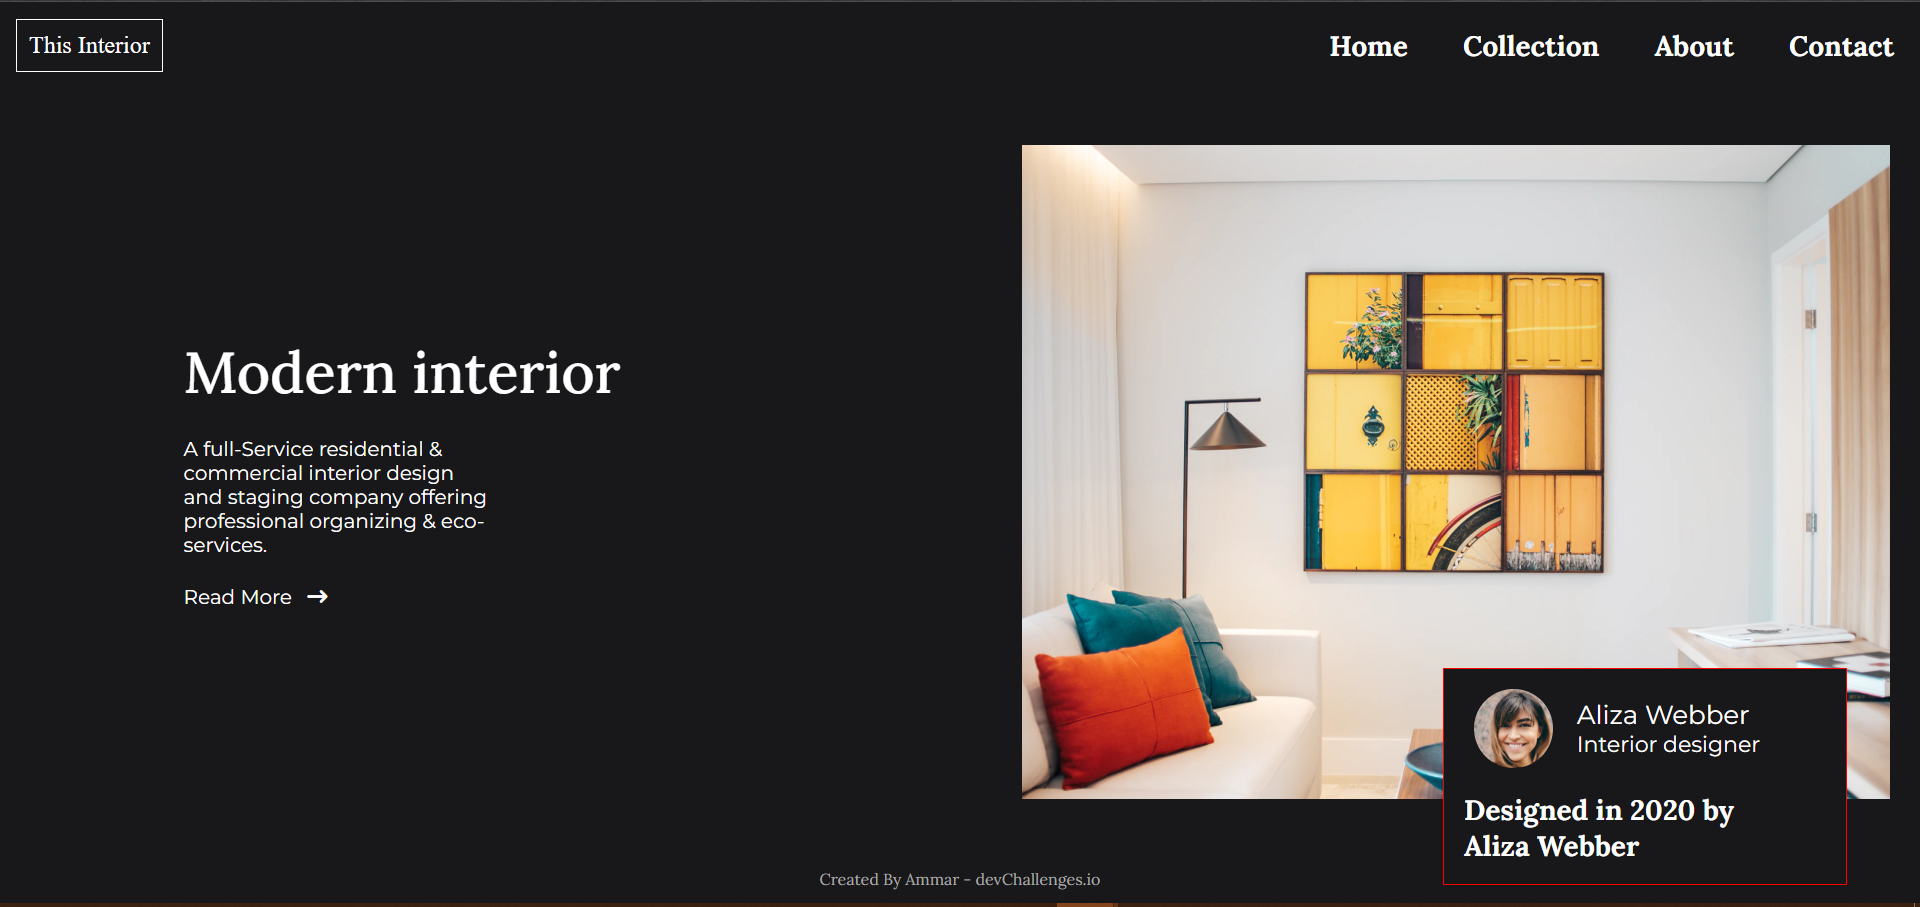 This Interior
Home Collection About Contact
Modern interior
A full-Service residential &
commercial interior design
and staging company offering
professional organizing & eco-
services.
Read More
Aliza Webber
Interior designer
Designed in 2020 by
Aliza Webber
Created By Ammar - devChallenges.io